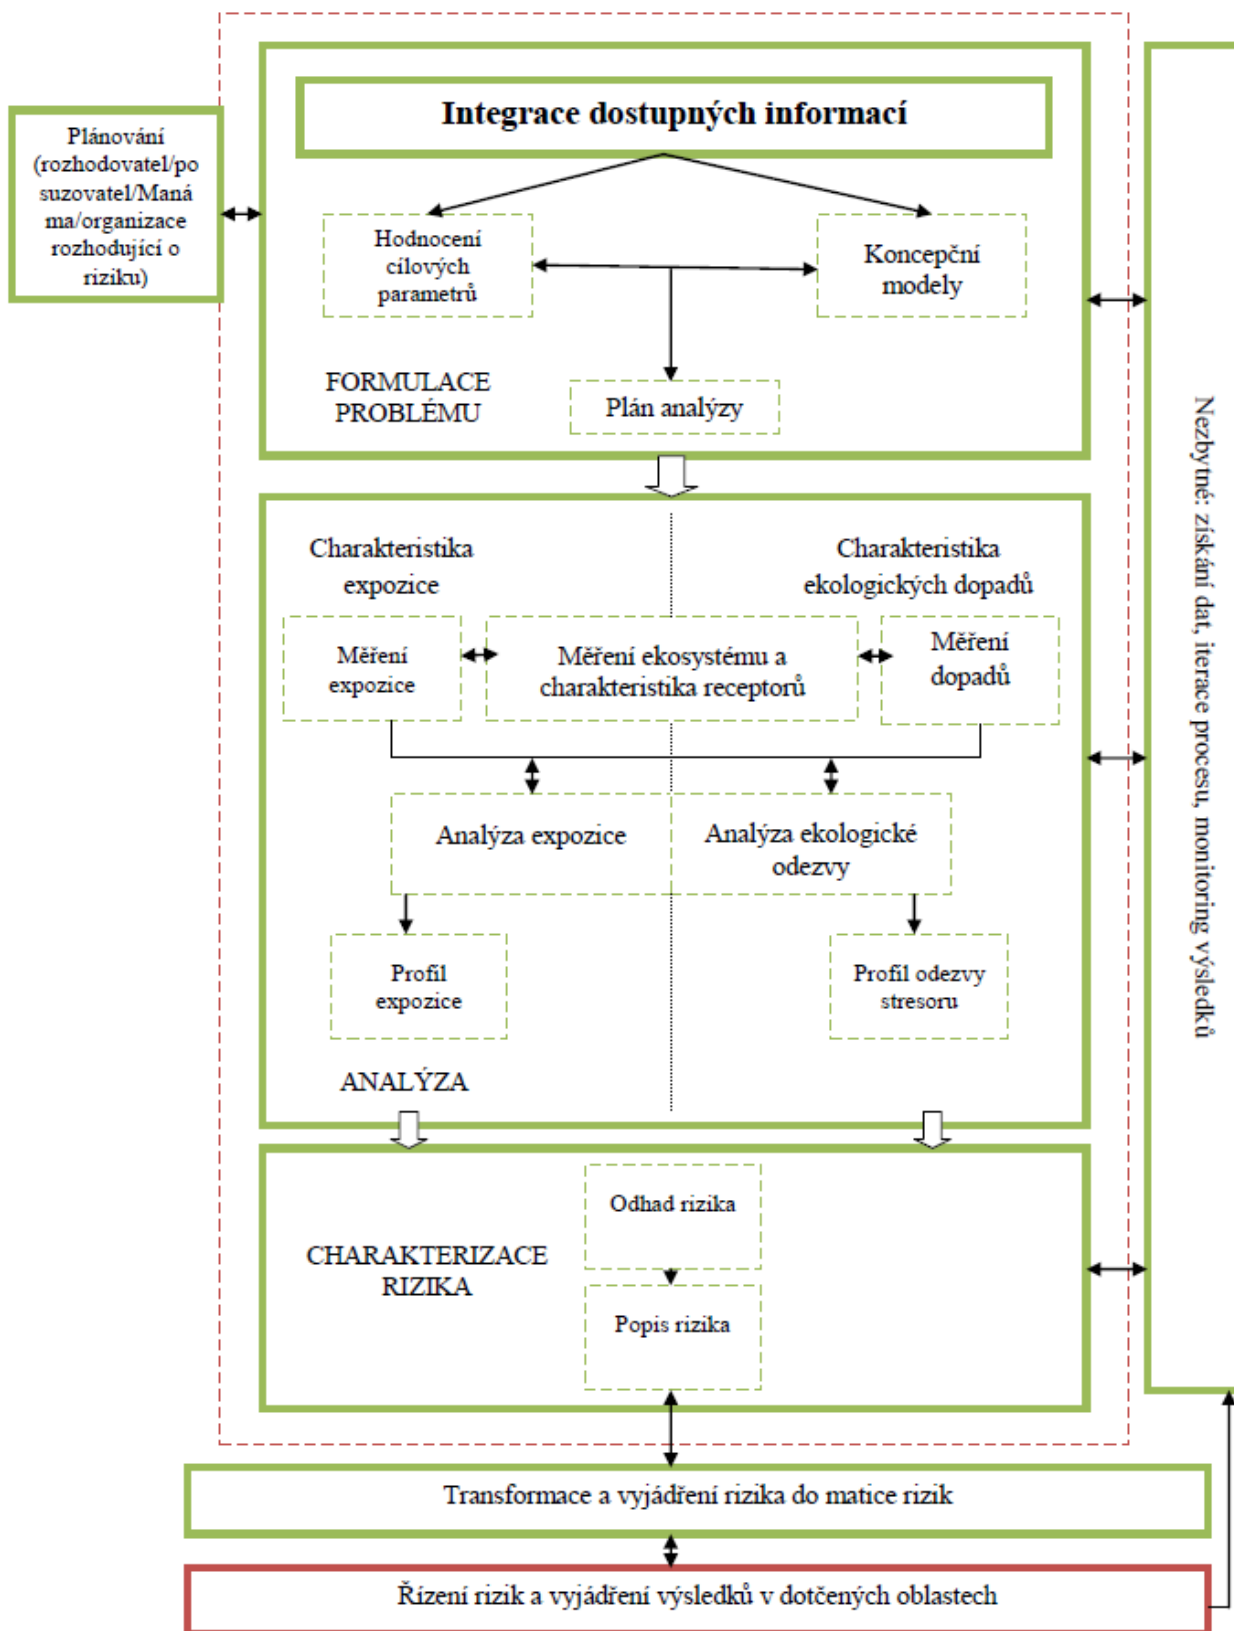 Integrace dostupných informací
Plánování
(rozhodovatel/po
suzovatel/Maná
ma/organizace
rozhodující o
riziku)
Hodnocení
cílových
parametrů
Koncepční
modely
FORMULACE
PROBLÉMU
Plán analýzy
Nezbytné: získání dat, iterace procesu, monitoring výsledků
Charakteristika
expozice
Charakteristika
ekologických dopadů
Měření
expozice
Měření ekosystému a
charakteristika receptorů
Měření
dopadů
Analýza expozice
Analýza ekologické
odezvy
Profil
expozice
Profil odezvy
stresoru
ANALÝZA
Odhad rizika
CHARAKTERIZACE
RIZIKA
Popis rizika
Transformace a vyjádření rizika do matice rizik
Řízení rizik a vyjádření výsledků v dotčených oblastech